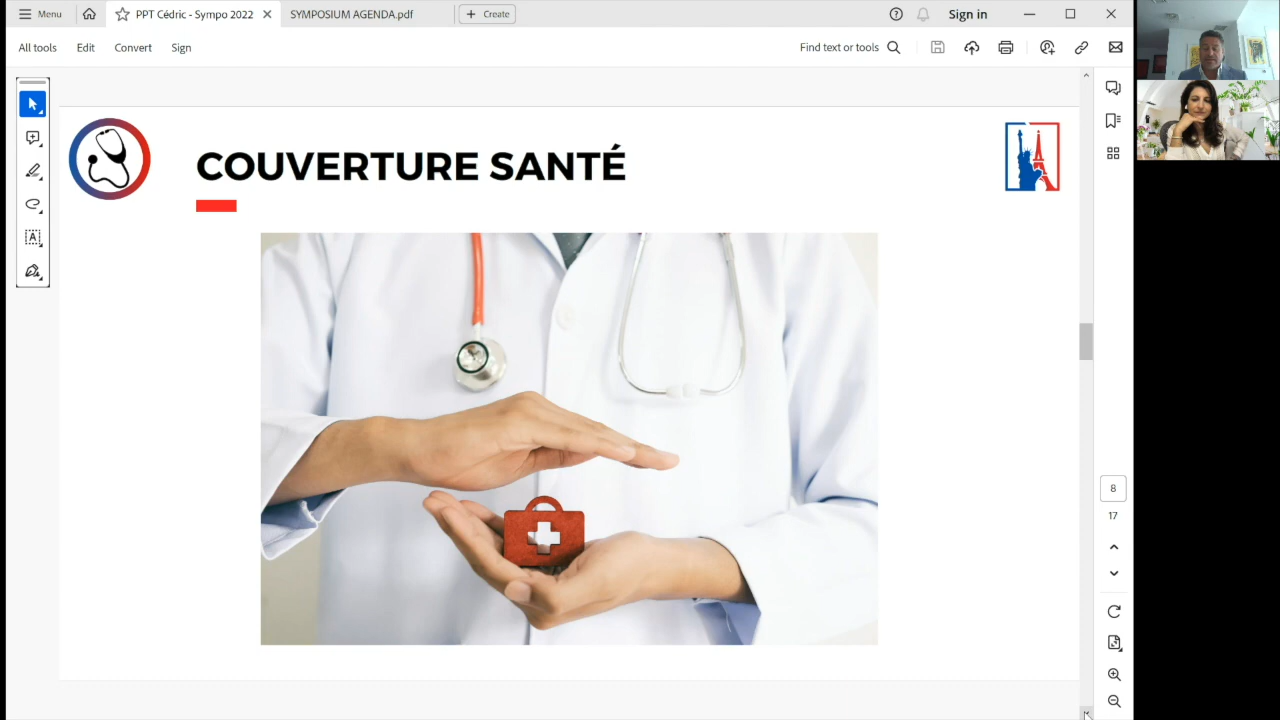 Menu
PPT Cédric - Sympo 2022
SYMPOSIUM AGENDA.pdf
Create
Sign in
All tools
Edit
Convert
Sign
Find text or tools
COUVERTURE SANTÉ
8
17